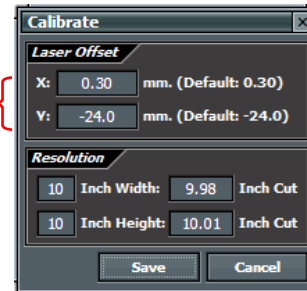 Calibrate
Laser Offset
X: 0.30 mm. (Default: 0.30)
Y: -24.0 mm. (Default: -24.0)
Resolution
10 Inch Width: 9.98 Inch Cut
10 Inch Height: 10.01 Inch Cut
Save Cancel